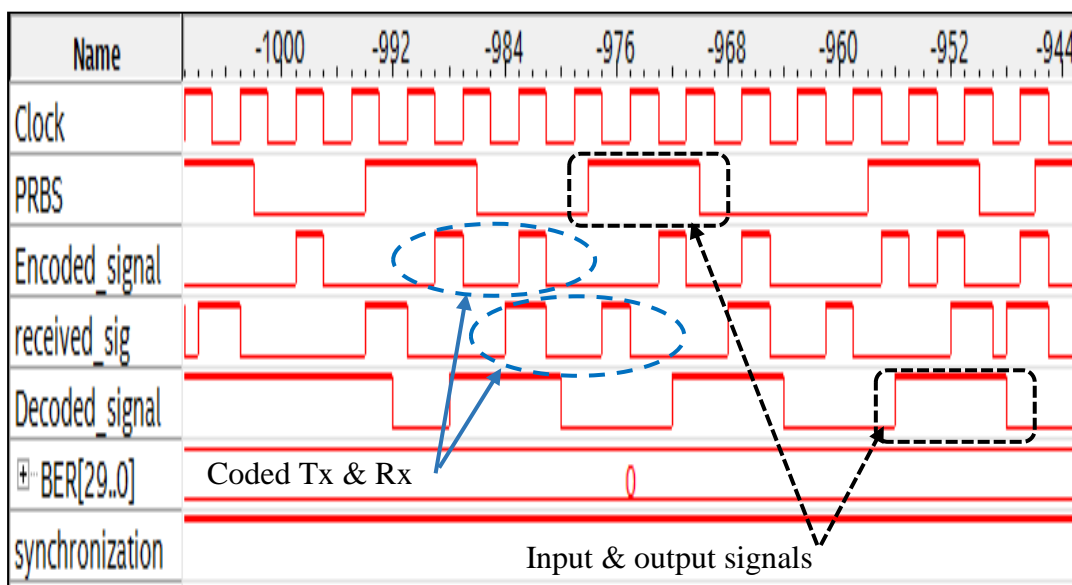 Name -1000 -992 -984 -976 -968 -960 -952 -944
Clock
PRBS
Encoded_signal
received_sig
Decoded_signal
BER[29..0]
0
Coded Tx & Rx
synchronization
Input & output signals